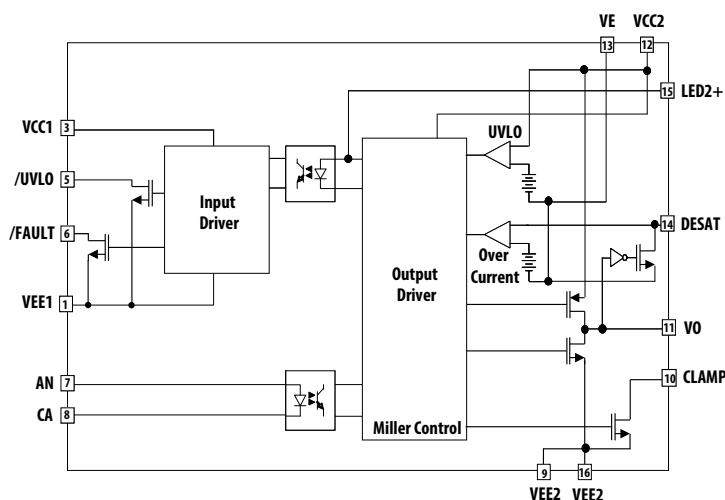 VE VCC2
13 12
15 LED2+
VCC1 3
UVLO
/UVLO 5
Input
Driver
/FAULT 6
14 DESAT
Over
Current
Output
Driver
VEE1 1
11 VO
AN 7
10 CLAMP
CA 8
Miller Control
9 16
VEE2 VEE2